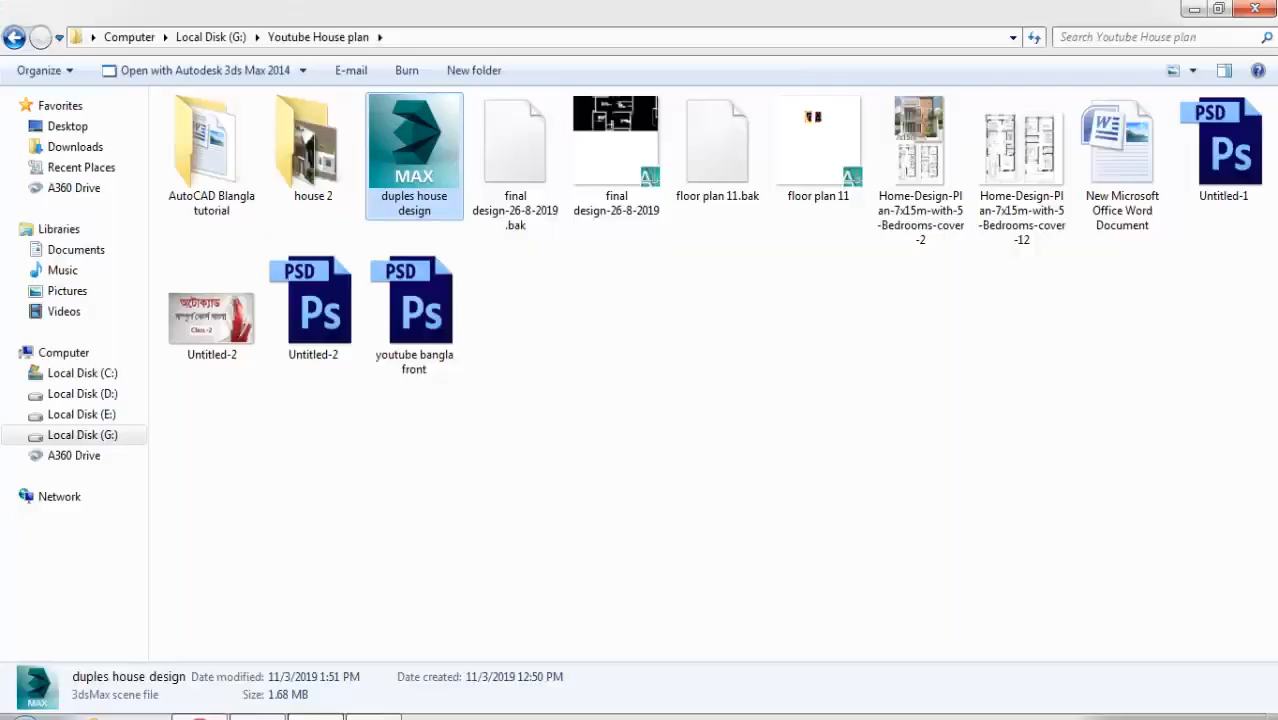 Computer Local Disk (G:) Youtube House plan
Search Youtube House plan
Organize Open with Autodesk 3ds Max 2014 E-mail Burn New folder
Favorites
Desktop
Downloads
Recent Places
A360 Drive
Libraries
Documents
Music
Pictures
Videos
Computer
Local Disk (C:)
Local Disk (D:)
Local Disk (E:)
Local Disk (G:)
A360 Drive
Network
AutoCAD Blangla
tutorial
house 2
MAX
duples house
design
final
design-26-8-2019
.bak
final
design-26-8-2019
floor plan 11.bak
floor plan 11
Home-Design-Pl
an-7x15m-with-5
-Bedrooms-cover
-2
Home-Design-Pl
an-7x15m-with-5
-Bedrooms-cover
-12
New Microsoft
Office Word
Document
PSD
Ps
Untitled-1
অটোক্যাড
সম্পূর্ণ কোর্স বাংলা
Class -2
Untitled-2
PSD
Ps
Untitled-2
PSD
Ps
youtube bangla
front
MAX
duples house design Date modified: 11/3/2019 1:51 PM Date created: 11/3/2019 12:50 PM
3dsMax scene file Size: 1.68 MB